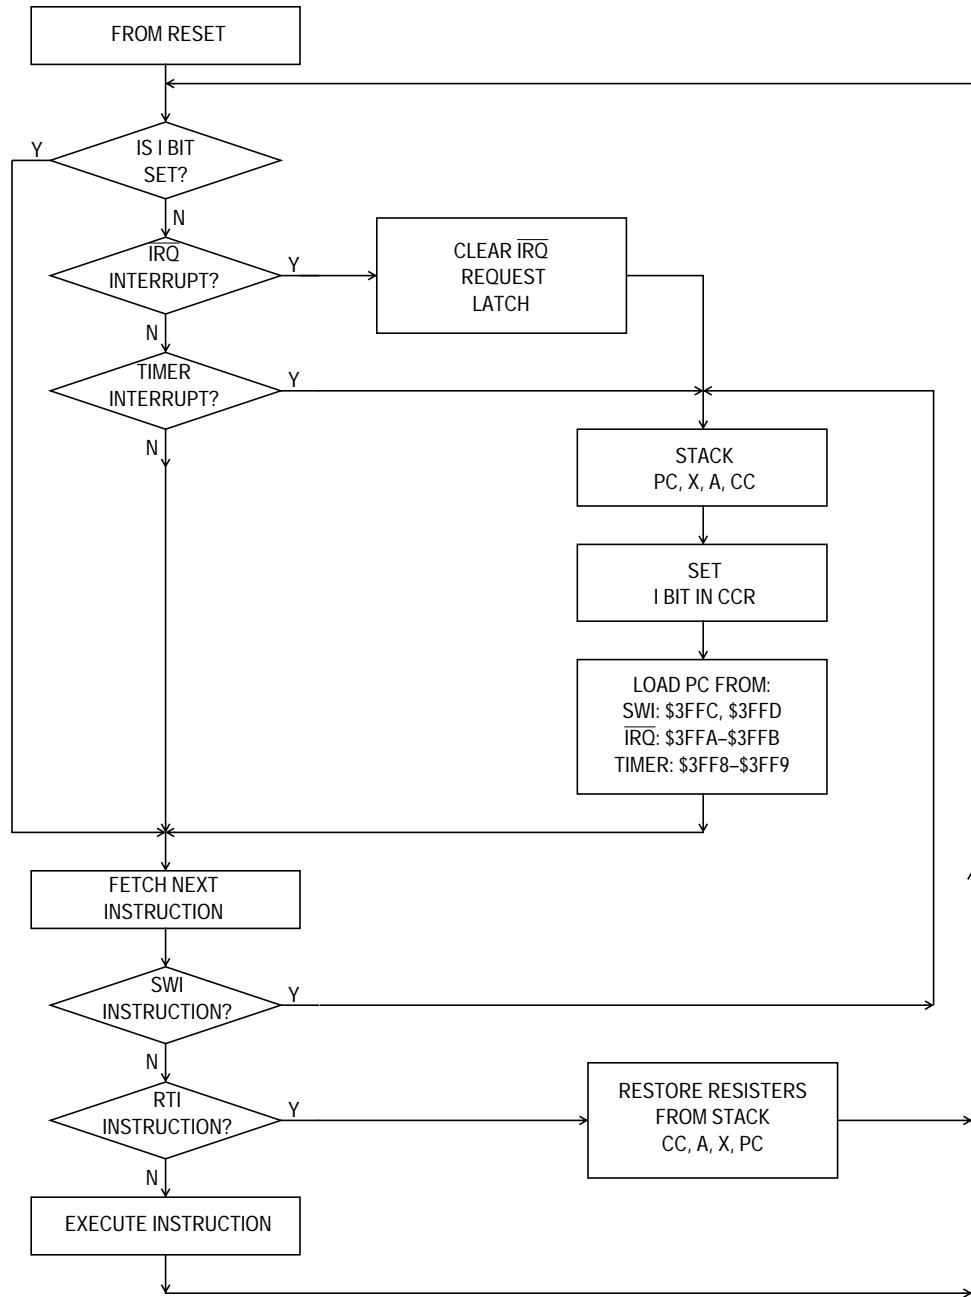 FROM RESET
Y
IS I BIT
SET?
N
IRQ
INTERRUPT?
Y
CLEAR IRQ
REQUEST
LATCH
N
TIMER
INTERRUPT?
Y
N
STACK
PC, X, A, CC
SET
I BIT IN CCR
LOAD PC FROM:
SWI: $3FFC, $3FFD
IRQ: $3FFA–$3FFB
TIMER: $3FF8–$3FF9
FETCH NEXT
INSTRUCTION
SWI
INSTRUCTION?
Y
N
RTI
INSTRUCTION?
Y
RESTORE RESISTERS
FROM STACK
CC, A, X, PC
N
EXECUTE INSTRUCTION